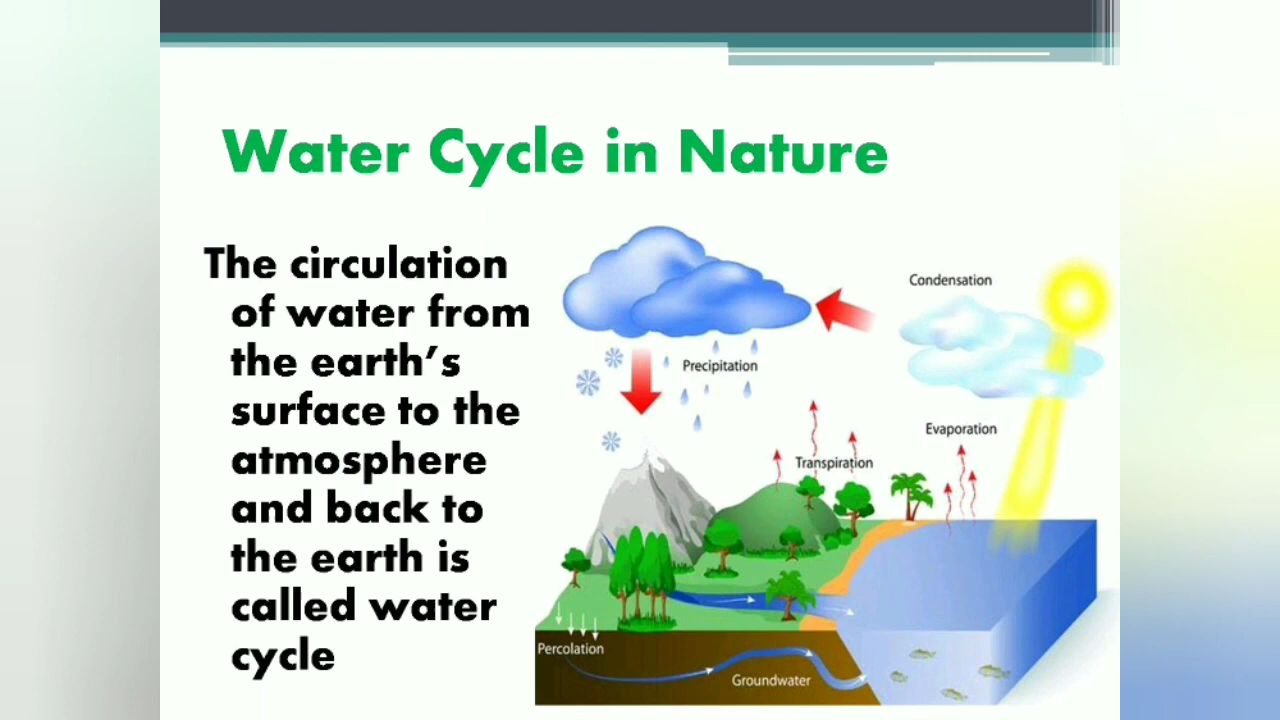 Water Cycle in Nature
The circulation
of water from
the earth’s
surface to the
atmosphere
and back to
the earth is
called water
cycle
Condensation
Precipitation
Evaporation
Transpiration
Percolation
Groundwater